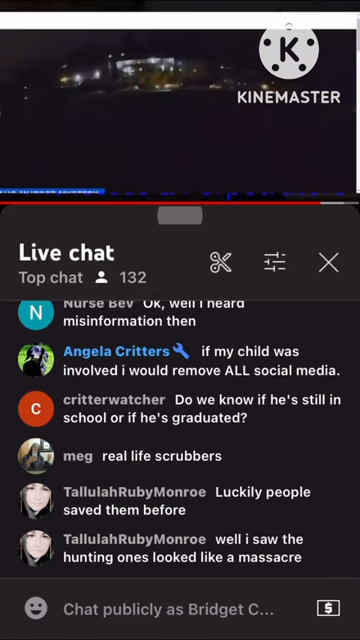 K
KINEMASTER
Live chat
Top chat 132
N Nurse Bev Ok, well i heard
misinformation then
Angela Critters if my child was
involved i would remove ALL social media.
C critterwatcher Do we know if he's still in
school or if he's graduated?
meg real life scrubbers
TallulahRubyMonroe Luckily people
saved them before
TallulahRubyMonroe well i saw the
hunting ones looked like a massacre
Chat publicly as Bridget C... $